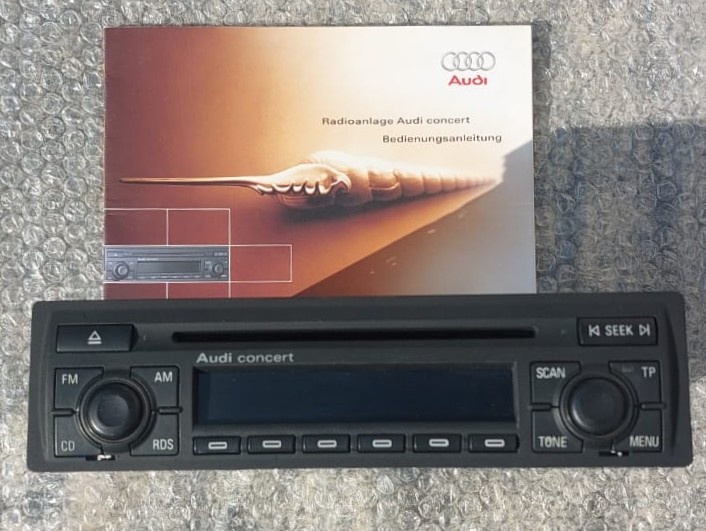 Audi
Radioanlage Audi concert
Bedienungsanleitung
SEEK
Audi concert
FM
AM
SCAN
TP
CD
RDS
TONE
MENU